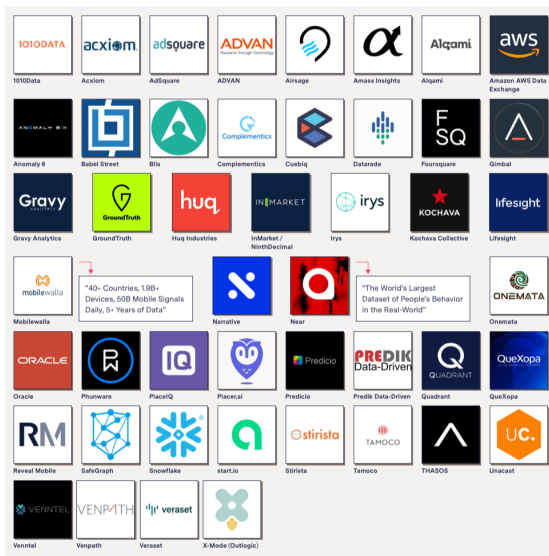 1010DATA
acxiom
adsquare
ADVAN
Research through Technology
Alqami
aws
1010Data
Acxiom
AdSquare
ADVAN
Airsage
Amass Insights
Alqami
Amazon AWS Data
Exchange
ANOMALY SIX
Complementics
F
SQ
Anomaly 6
Babel Street
Blis
Complementics
Cuebiq
Datarade
Foursquare
Gimbal
Gravy
ANALYTICS
GroundTruth
huq
INMARKET
irys
KOCHAVA
lifesight
Gravy Analytics
GroundTruth
Huq Industries
InMarket /
NinthDecimal
Irys
Kochava Collective
Lifesight
mobilewalla
"40+ Countries, 1.9B+
Devices, 50B Mobile Signals
Daily, 5+ Years of Data"
"The World's Largest
Dataset of People's Behavior
in the Real-World"
ONEMATA
Mobilewalla
Narrative
Near
Onemata
ORACLE
IQ
Predicio
PREDIK
Data-Driven
Q
QUADRANT
QueXopa
Oracle
Phunware
PlaceIQ
Placer.ai
Predicio
Predik Data-Driven
Quadrant
QueXopa
RM
stirista
TAMOCO
UC.
Reveal Mobile
SafeGraph
Snowflake
start.io
Stirista
Tamoco
THASOS
Unacast
VENNTEL
VENPATH
veraset
Venntel
Venpath
Veraset
X-Mode (Outlogic)